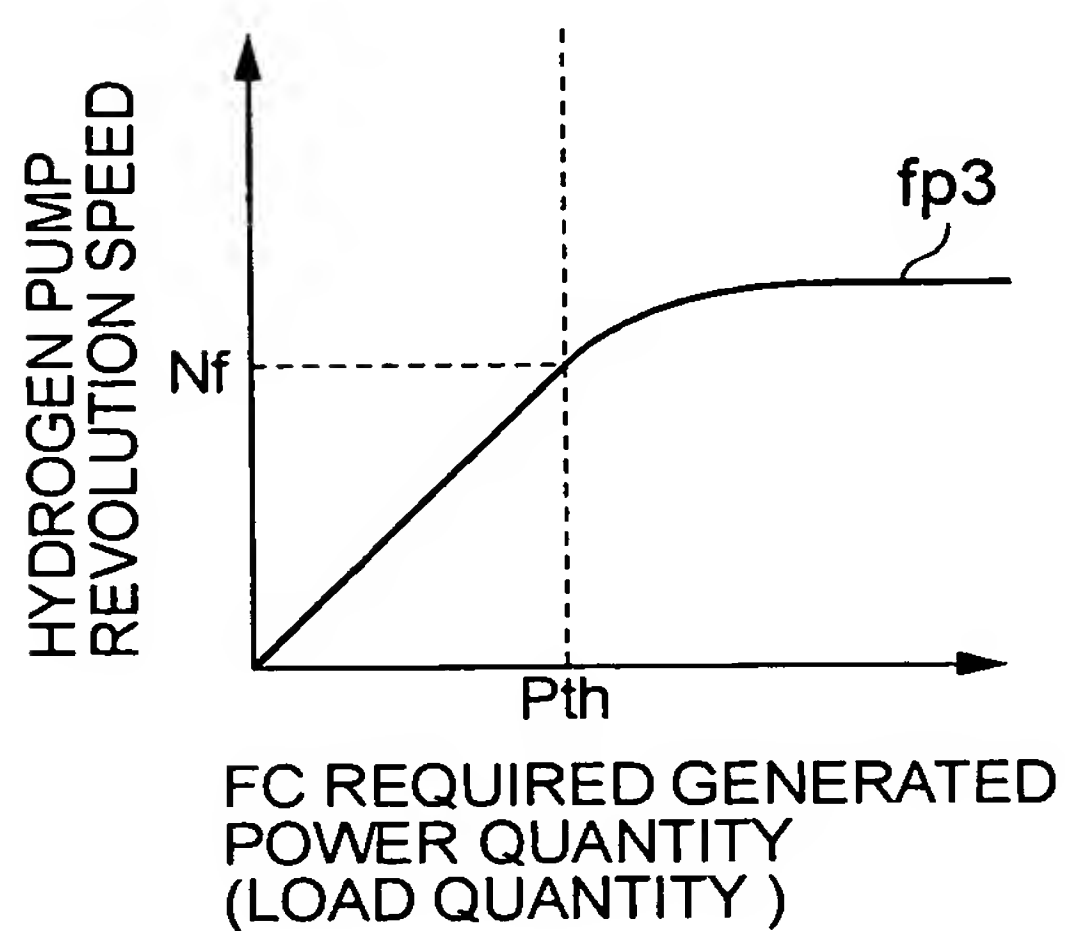 HYDROGEN PUMP
REVOLUTION SPEED
fp3
Nf
Pth
FC REQUIRED GENERATED
POWER QUANTITY
(LOAD QUANTITY )